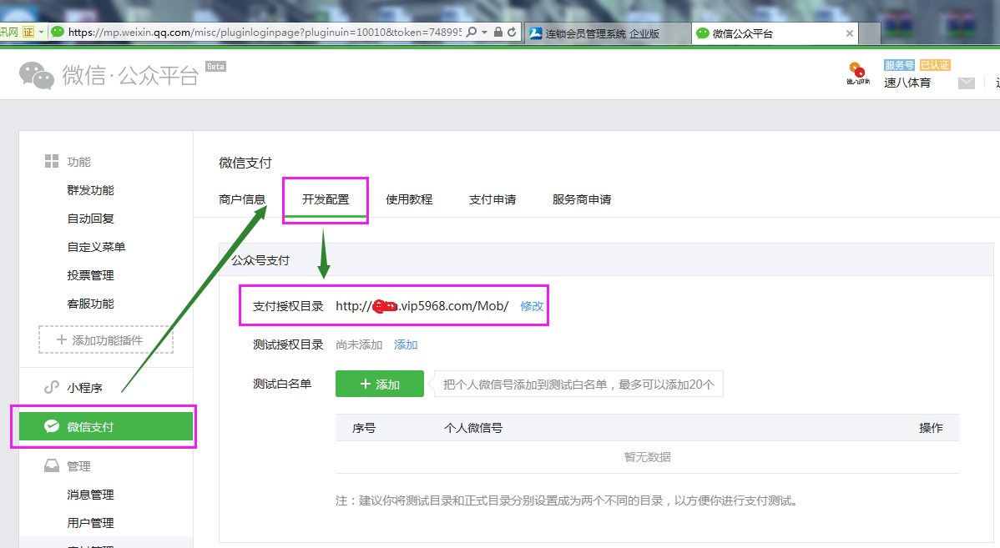 讯网 证 https://mp.weixin.qq.com/misc/pluginloginpage?pluginuin=10010&token=748995 连锁会员管理系统 企业版 微信公众平台
微信·公众平台 Beta
服务号 已认证
速八体育
功能
群发功能
自动回复
自定义菜单
投票管理
客服功能
添加功能插件
小程序
微信支付
管理
消息管理
用户管理
微信支付
商户信息 开发配置 使用教程 支付申请 服务商申请
公众号支付
支付授权目录 http:// .vip5968.com/Mob/ 修改
测试授权目录 尚未添加 添加
测试白名单 添加 把个人微信号添加到测试白名单，最多可以添加20个
序号 个人微信号 操作
暂无数据
注：建议你将测试目录和正式目录分别设置成为两个不同的目录，以方便你进行支付测试。